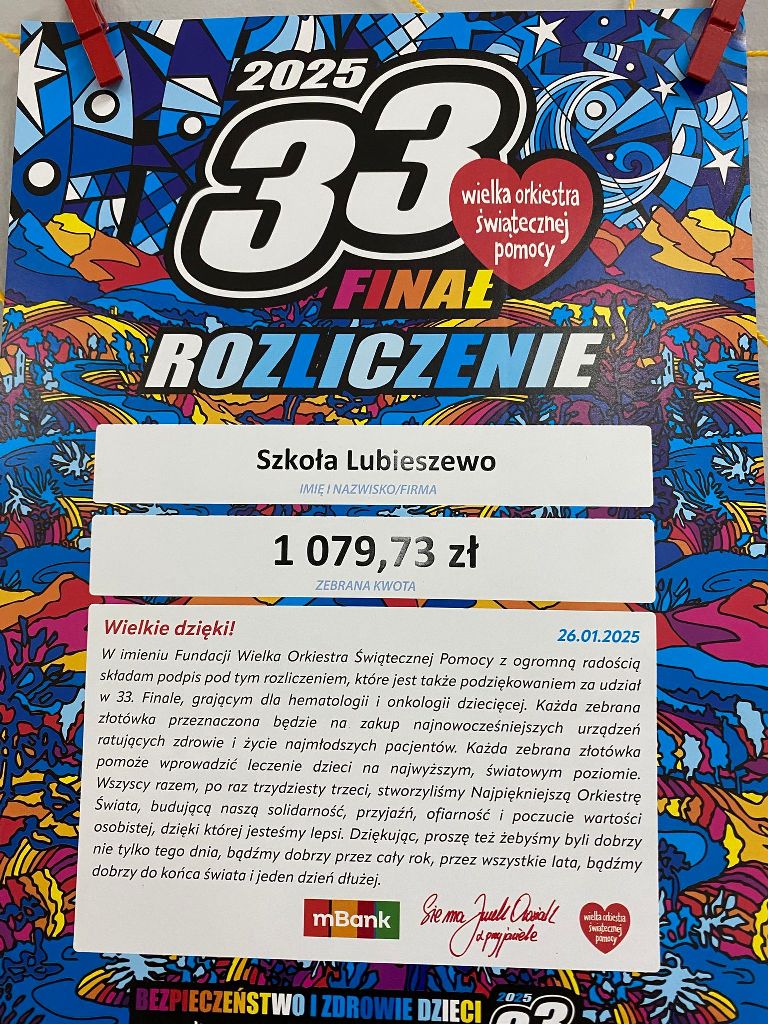 2025
33
wielka orkiestra
świątecznej
pomocy
FINAŁ
ROZLICZENIE
Szkoła Lubieszewo
IMIĘ I NAZWISKO/FIRMA
1 079,73 zł
ZEBRANA KWOTA
Wielkie dzięki!
26.01.2025
W imieniu Fundacji Wielka Orkiestra Świątecznej Pomocy z ogromną radością
składam podpis pod tym rozliczeniem, które jest także podziękowaniem za udział
w 33. Finale, grającym dla hematologii i onkologii dziecięcej. Każda zebrana
złotówka przeznaczona będzie na zakup najnowocześniejszych urządzeń
ratujących zdrowie i życie najmłodszych pacjentów. Każda zebrana złotówka
pomoże wprowadzić leczenie dzieci na najwyższym, światowym poziomie.
Wszyscy razem, po raz trzydziesty trzeci, stworzyliśmy Najpiękniejszą Orkiestrę
Świata, budującą naszą solidarność, przyjaźń, ofiarność i poczucie wartości
osobistej, dzięki której jesteśmy lepsi. Dziękując, proszę też żebyśmy byli dobrzy
nie tylko tego dnia, bądźmy dobrzy przez cały rok, przez wszystkie lata, bądźmy
dobrzy do końca świata i jeden dzień dłużej.
mBank
Sie ma Jurek Owsiak
z przyjaciele
wielka orkiestra
świątecznej
pomocy
BEZPIECZEŃSTWO I ZDROWIE DZIECI
2025
33